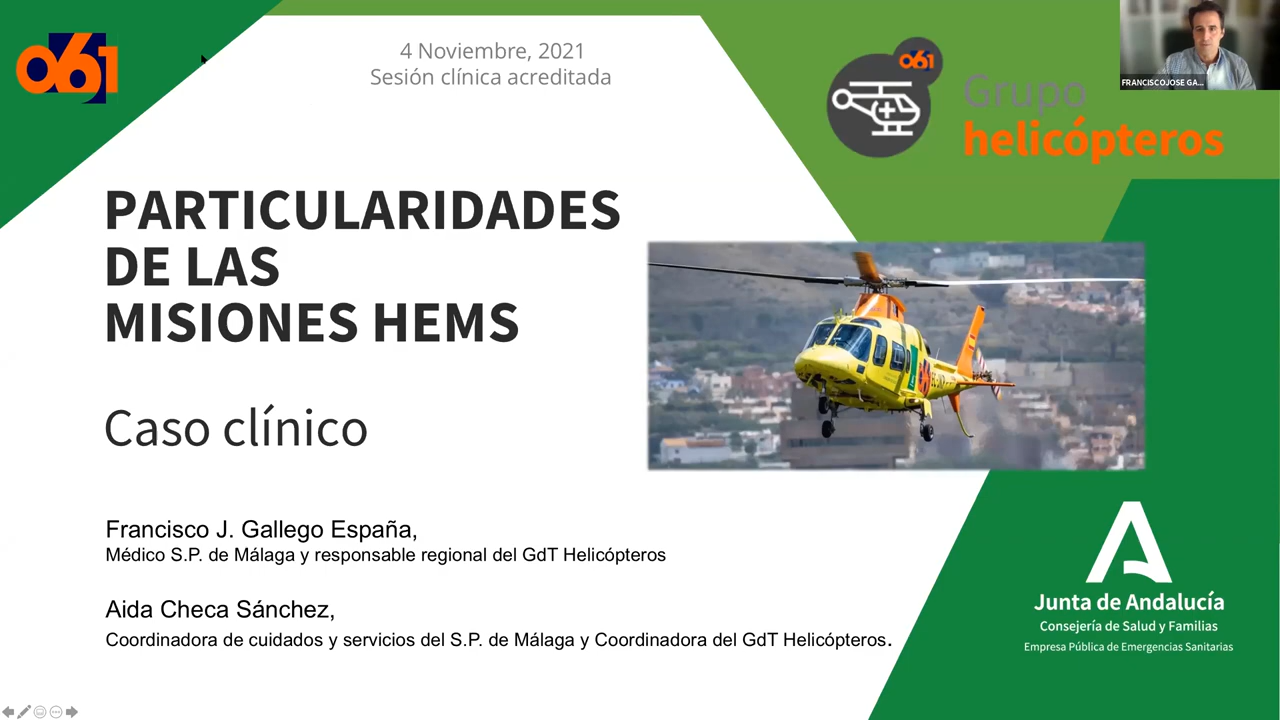 061
4 Noviembre, 2021
Sesión clínica acreditada
061
Grupo
helicópteros
FRANCISCO JOSE GA...
PARTICULARIDADES
DE LAS
MISIONES HEMS
Caso clínico
Francisco J. Gallego España,
Médico S.P. de Málaga y responsable regional del GdT Helicópteros
Aida Checa Sánchez,
Coordinadora de cuidados y servicios del S.P. de Málaga y Coordinadora del GdT Helicópteros.
Junta de Andalucía
Consejería de Salud y Familias
Empresa Pública de Emergencias Sanitarias